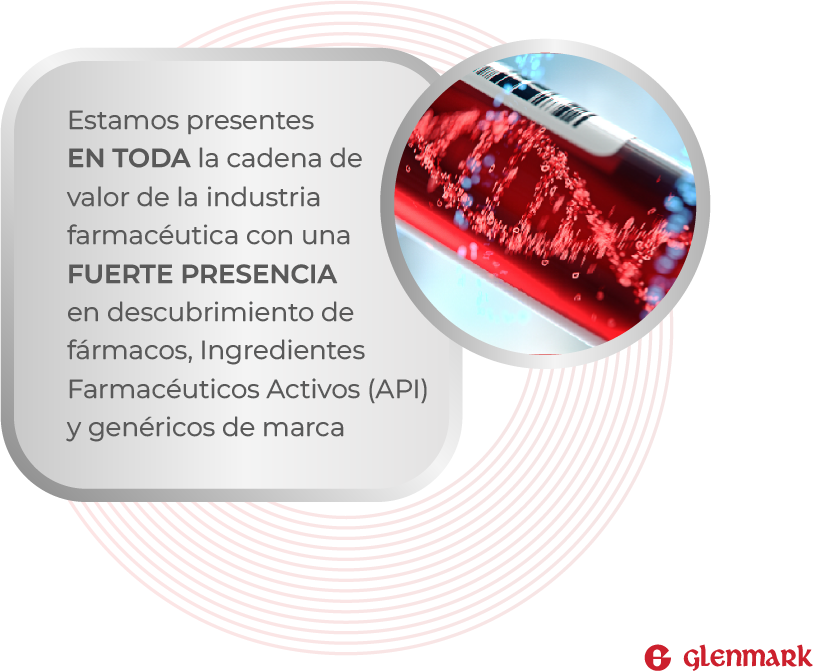 Estamos presentes
EN TODA la cadena de
valor de la industria
farmacéutica con una
FUERTE PRESENCIA
en descubrimiento de
fármacos, Ingredientes
Farmacéuticos Activos (API)
y genéricos de marca
glenmark